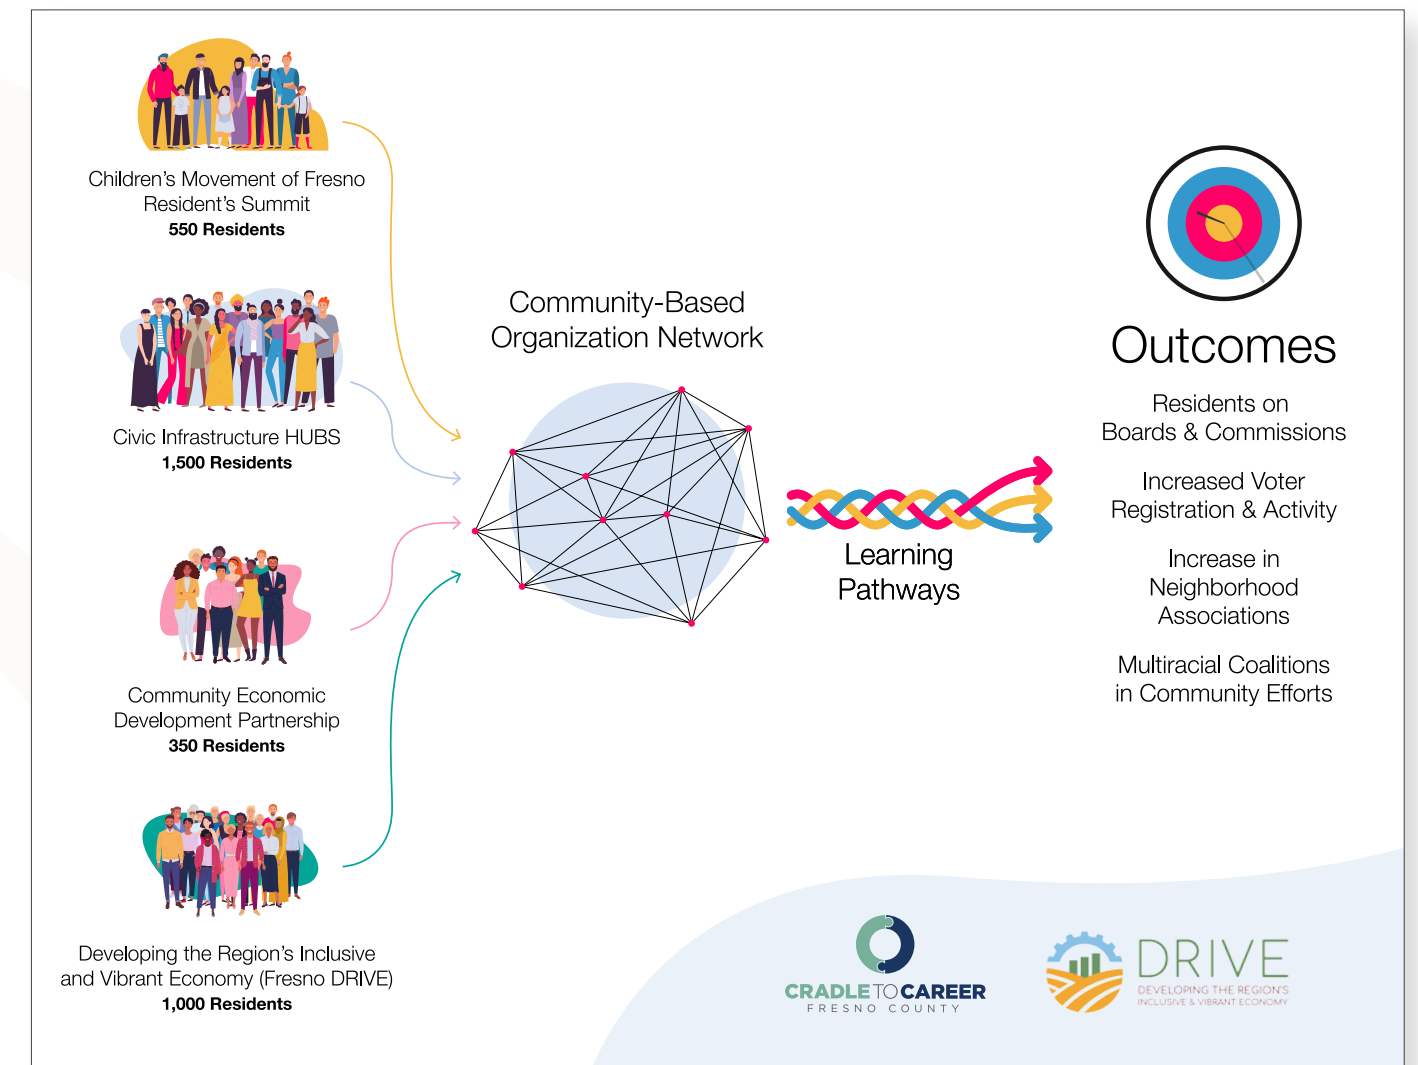 Children's Movement of Fresno
Resident's Summit
550 Residents
Civic Infrastructure HUBS
1,500 Residents
Community Economic
Development Partnership
350 Residents
Developing the Region's Inclusive
and Vibrant Economy (Fresno DRIVE)
1,000 Residents
Community-Based
Organization Network
Learning
Pathways
Outcomes
Residents on
Boards & Commissions
Increased Voter
Registration & Activity
Increase in
Neighborhood
Associations
Multiracial Coalitions
in Community Efforts
CRADLETOCAREER
FRESNO COUNTY
DRIVE
DEVELOPING THE REGION'S
INCLUSIVE & VIBRANT ECONOMY